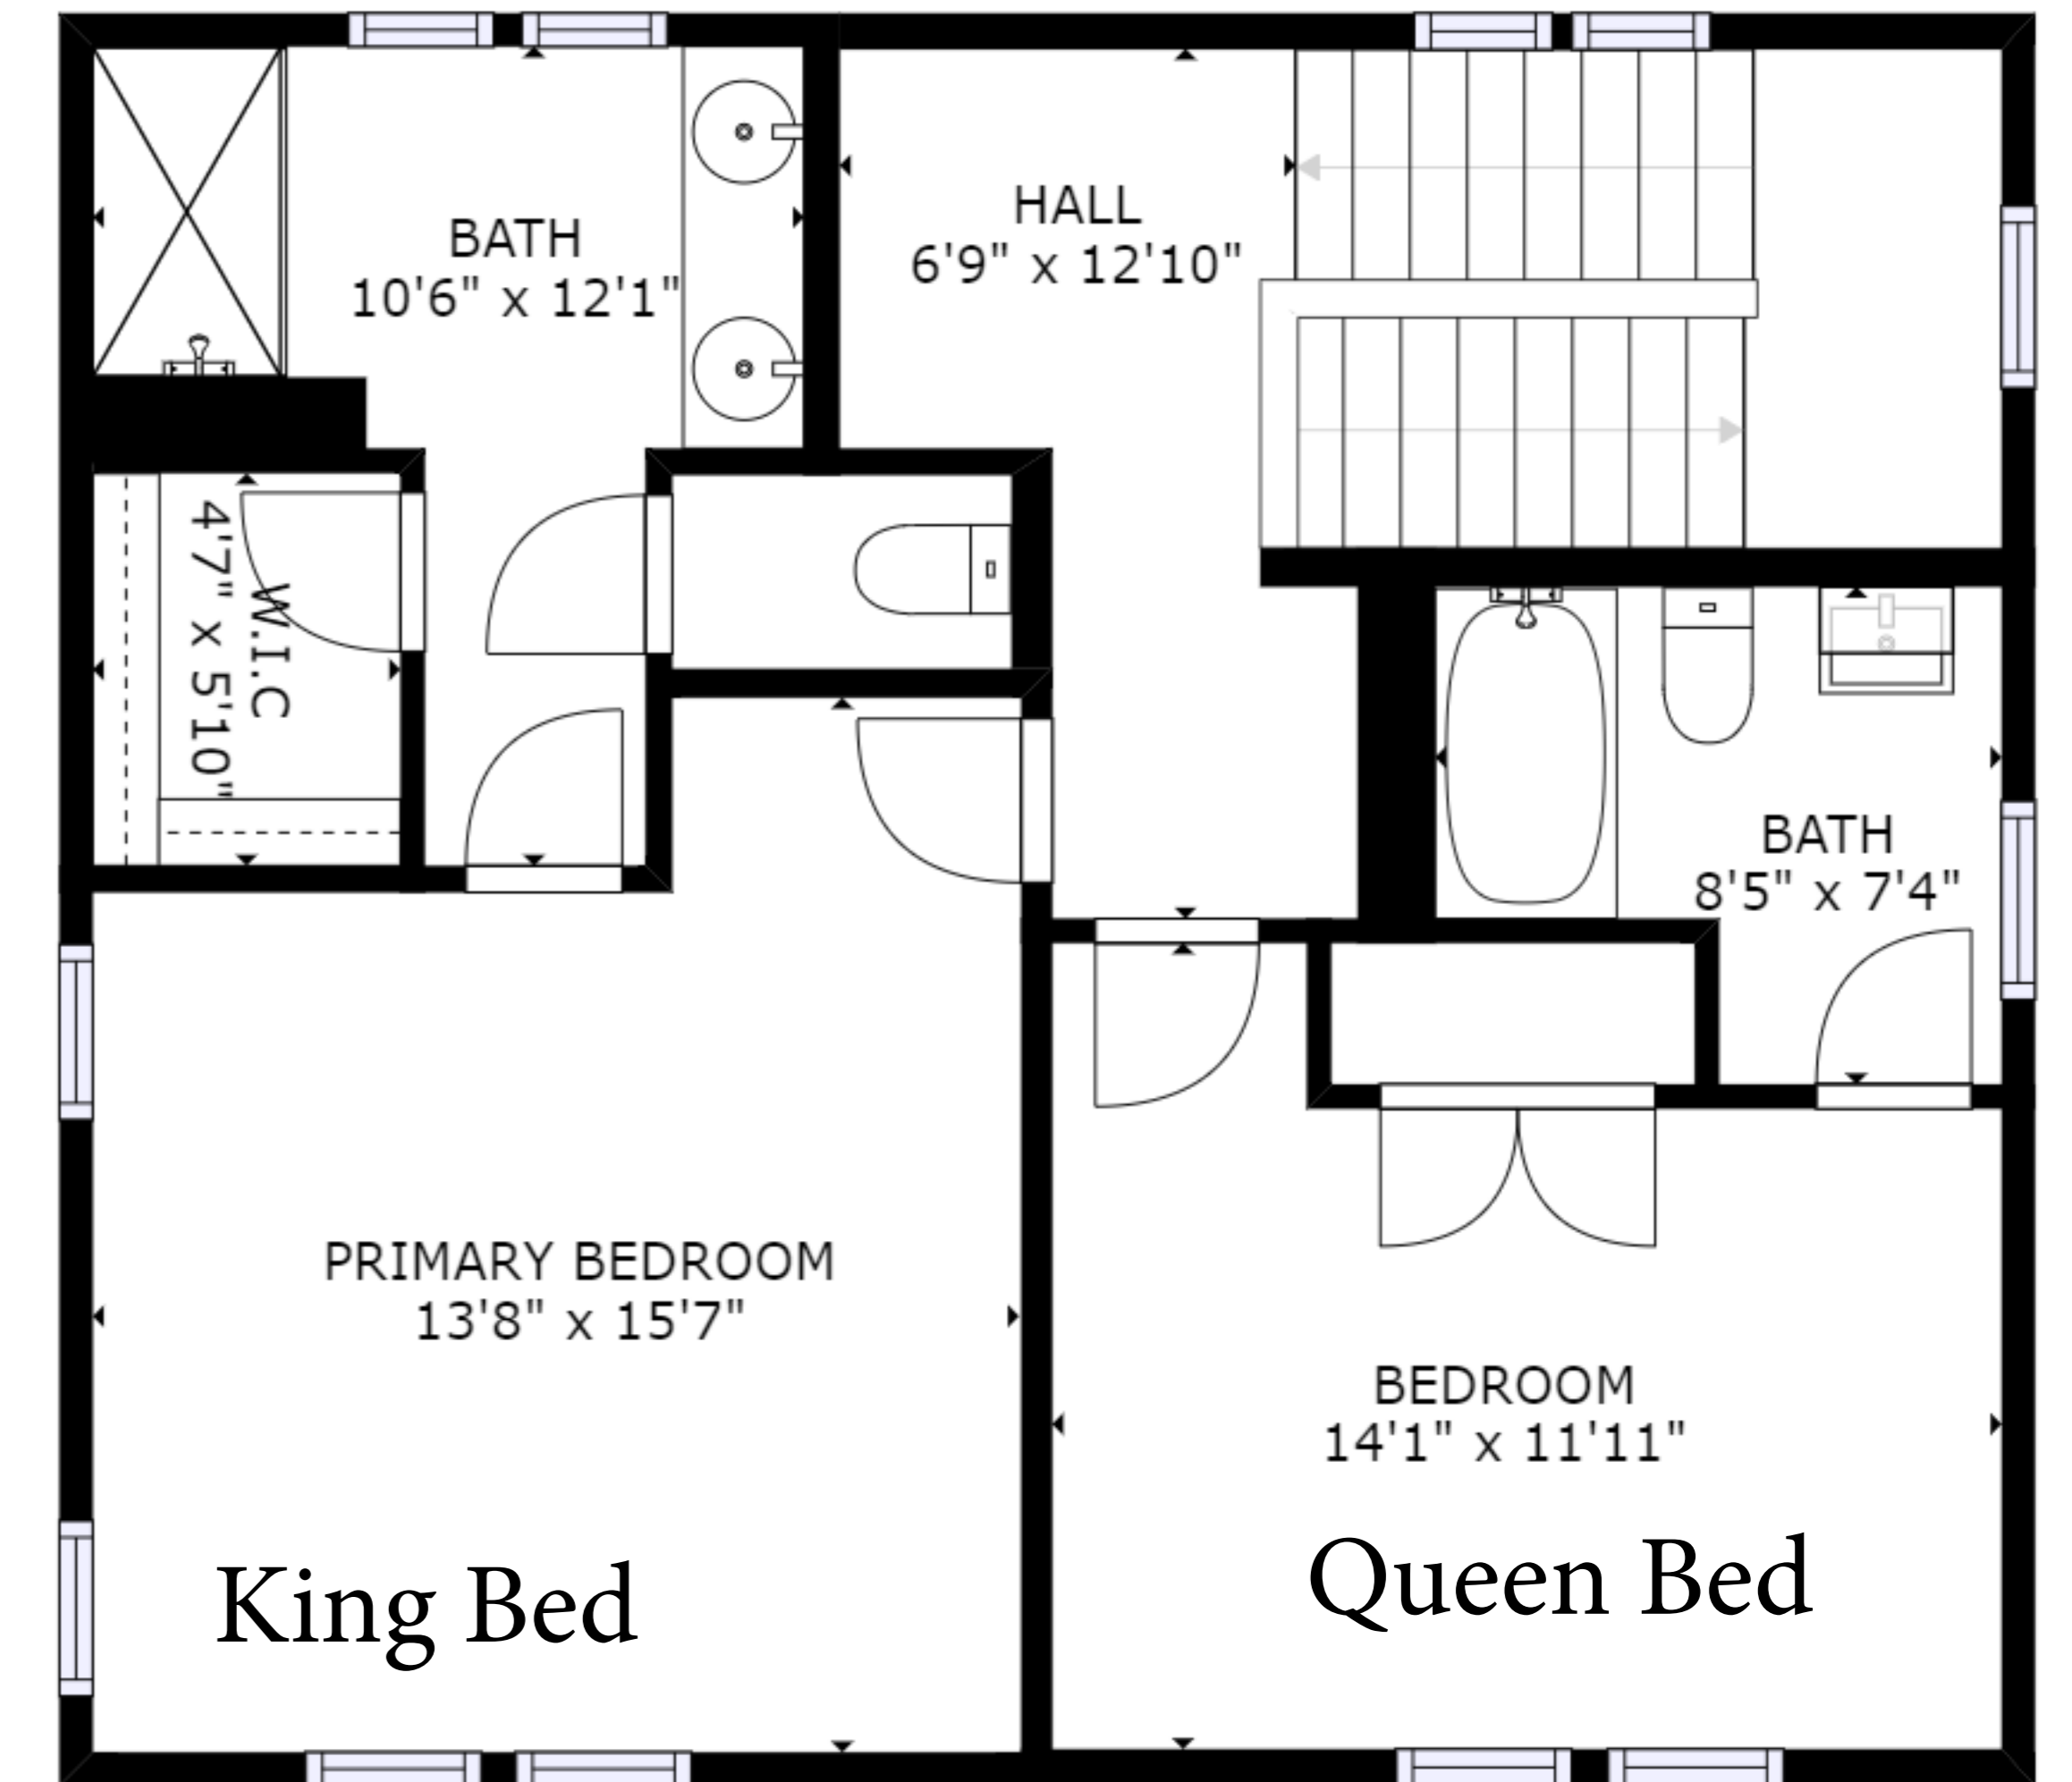 BATH
10'6" x 12'1"
HALL
6'9" x 12'10"
W.I.C
4'7" x 5'10"
BATH
8'5" x 7'4"
PRIMARY BEDROOM
13'8" x 15'7"
BEDROOM
14'1" x 11'11"
King Bed
Queen Bed